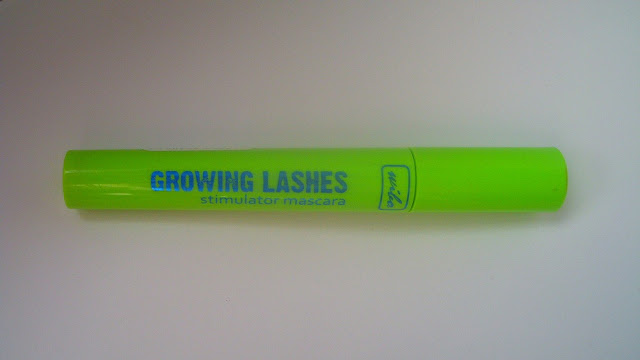 GROWING LASHES
stimulator mascara
wibo